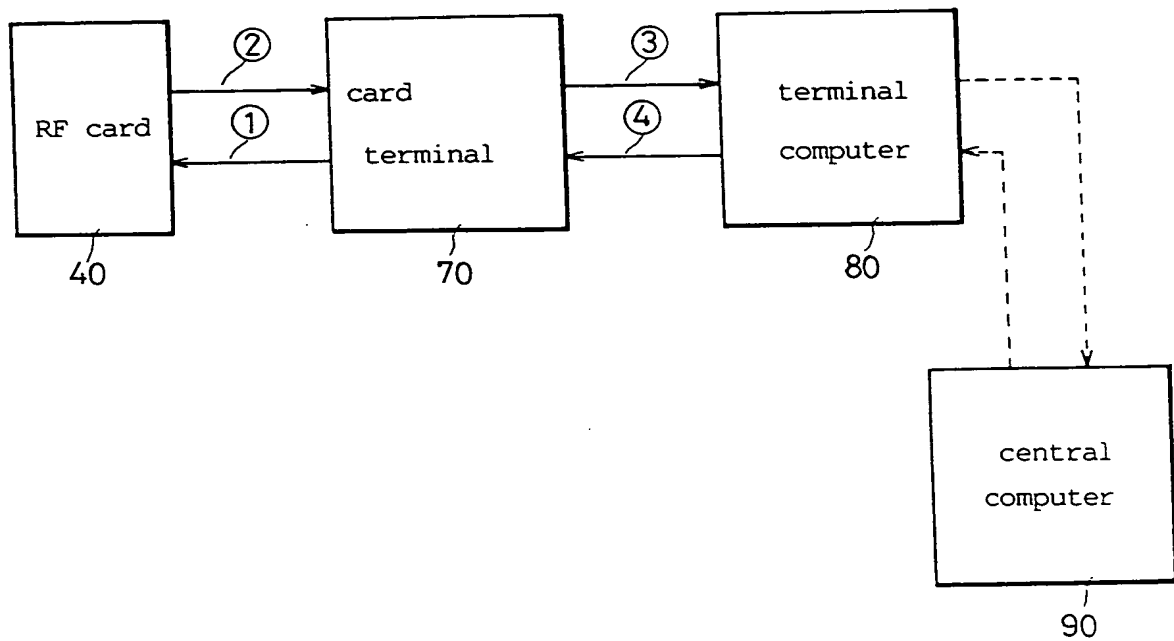 ② ③
RF card
①
card
terminal
④
terminal
computer
40
70
80
central
computer
90